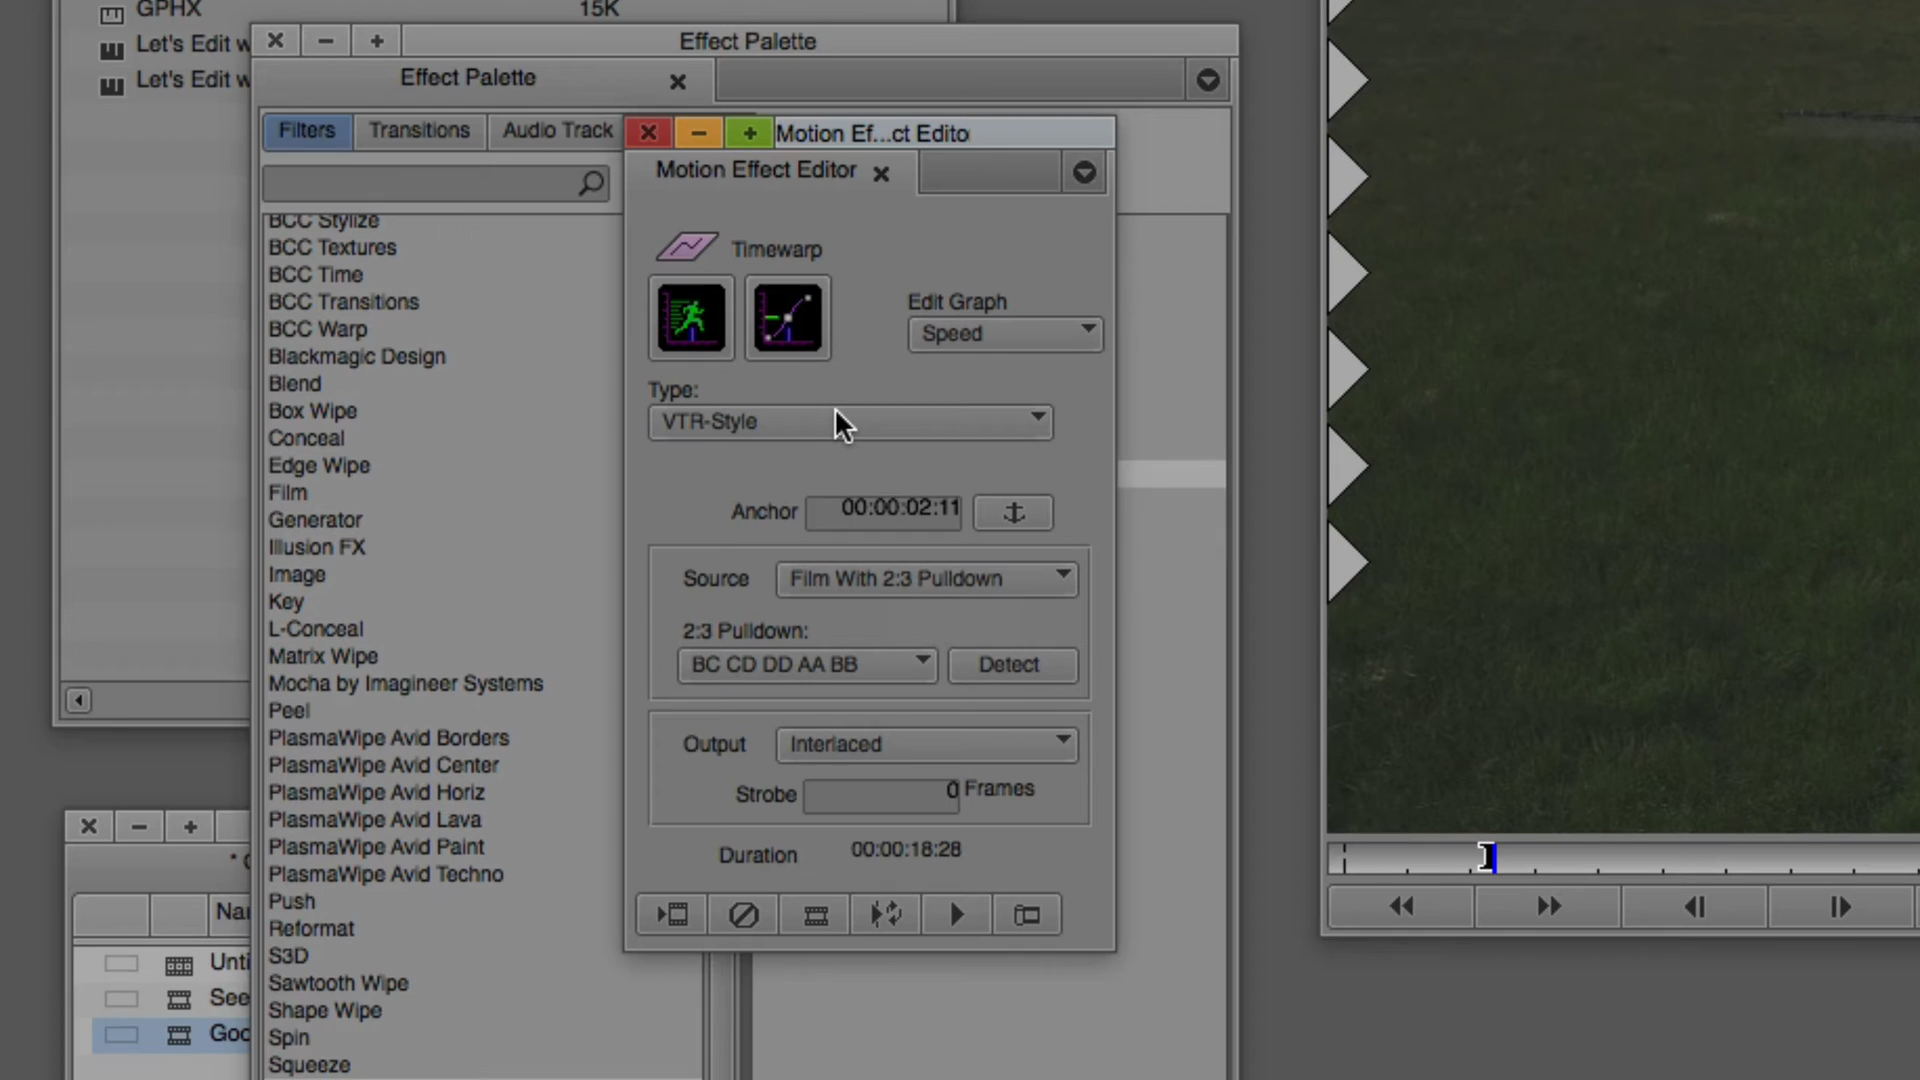 GPHX 15K
Let's Edit w
Let's Edit w
Effect Palette
Effect Palette
Filters Transitions Audio Track
BCC Stylize
BCC Textures
BCC Time
BCC Transitions
BCC Warp
Blackmagic Design
Blend
Box Wipe
Conceal
Edge Wipe
Film
Generator
Illusion FX
Image
Key
L-Conceal
Matrix Wipe
Mocha by Imagineer Systems
Peel
PlasmaWipe Avid Borders
PlasmaWipe Avid Center
PlasmaWipe Avid Horiz
PlasmaWipe Avid Lava
PlasmaWipe Avid Paint
PlasmaWipe Avid Techno
Push
Reformat
S3D
Sawtooth Wipe
Shape Wipe
Spin
Squeeze
Motion Ef...ct Edito
Motion Effect Editor
Timewarp
Edit Graph
Speed
Type:
VTR-Style
Anchor 00:00:02:11
Source Film With 2:3 Pulldown
2:3 Pulldown:
BC CD DD AA BB Detect
Output Interlaced
Strobe 0 Frames
Duration 00:00:18:28
Nar
Unti
See
Goo